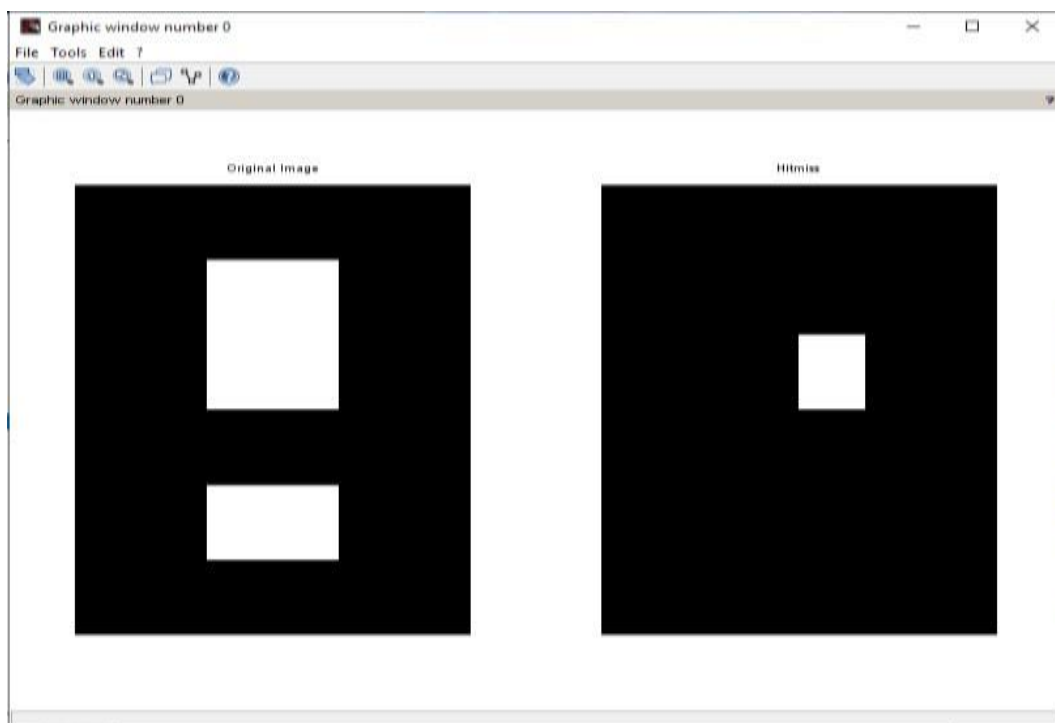 Graphic window number 0
File Tools Edit ?
Graphic window number 0
Original Image
Hitmiss